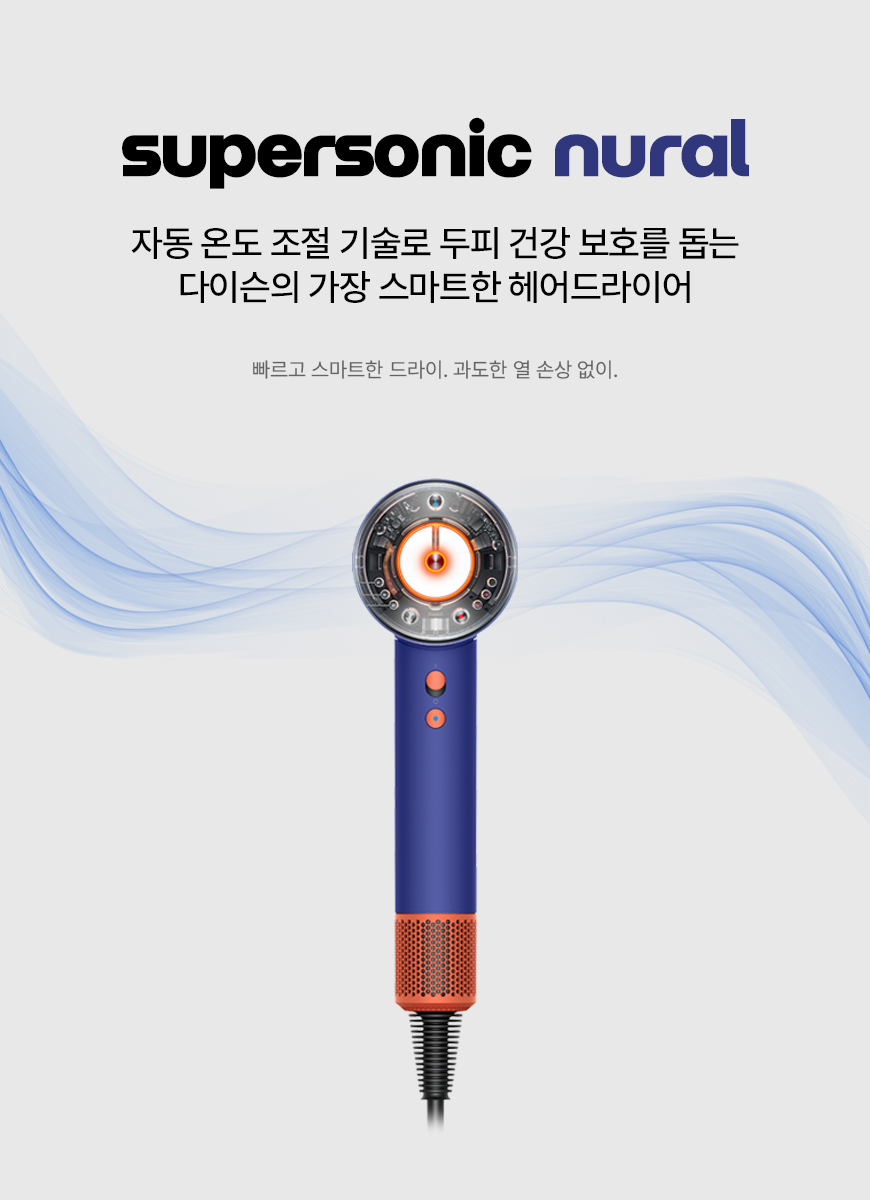 supersonic nural
자동 온도 조절 기술로 두피 건강 보호를 돕는
다이슨의 가장 스마트한 헤어드라이어
빠르고 스마트한 드라이. 과도한 열 손상 없이.